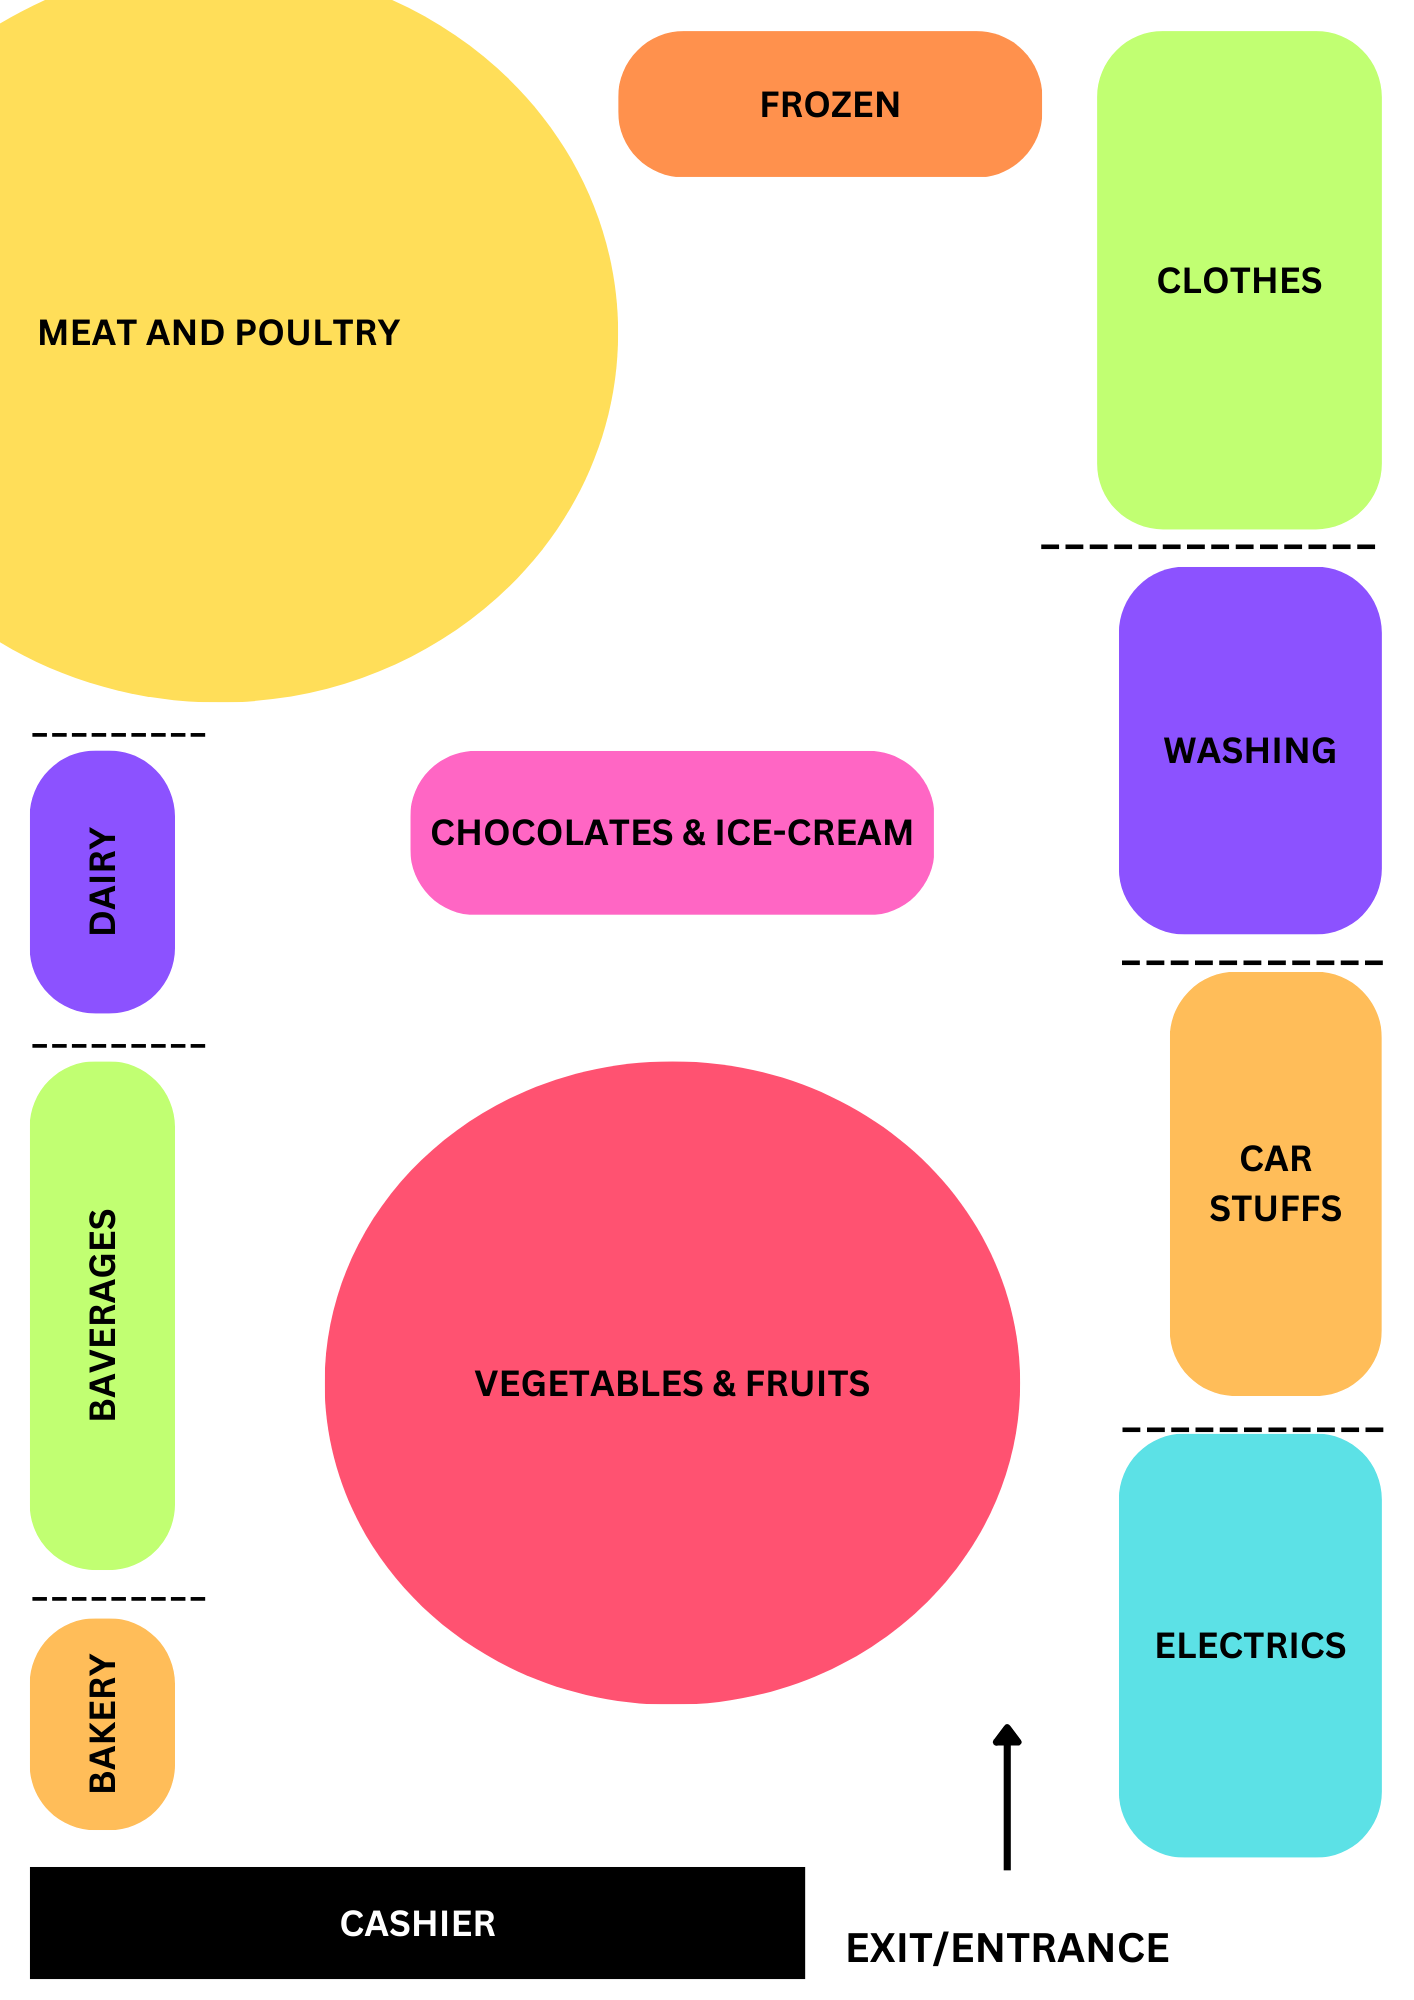 FROZEN
CLOTHES
MEAT AND POULTRY
WASHING
CHOCOLATES & ICE-CREAM
DAIRY
CAR
STUFFS
BAVERAGES
VEGETABLES & FRUITS
ELECTRICS
BAKERY
CASHIER
EXIT/ENTRANCE